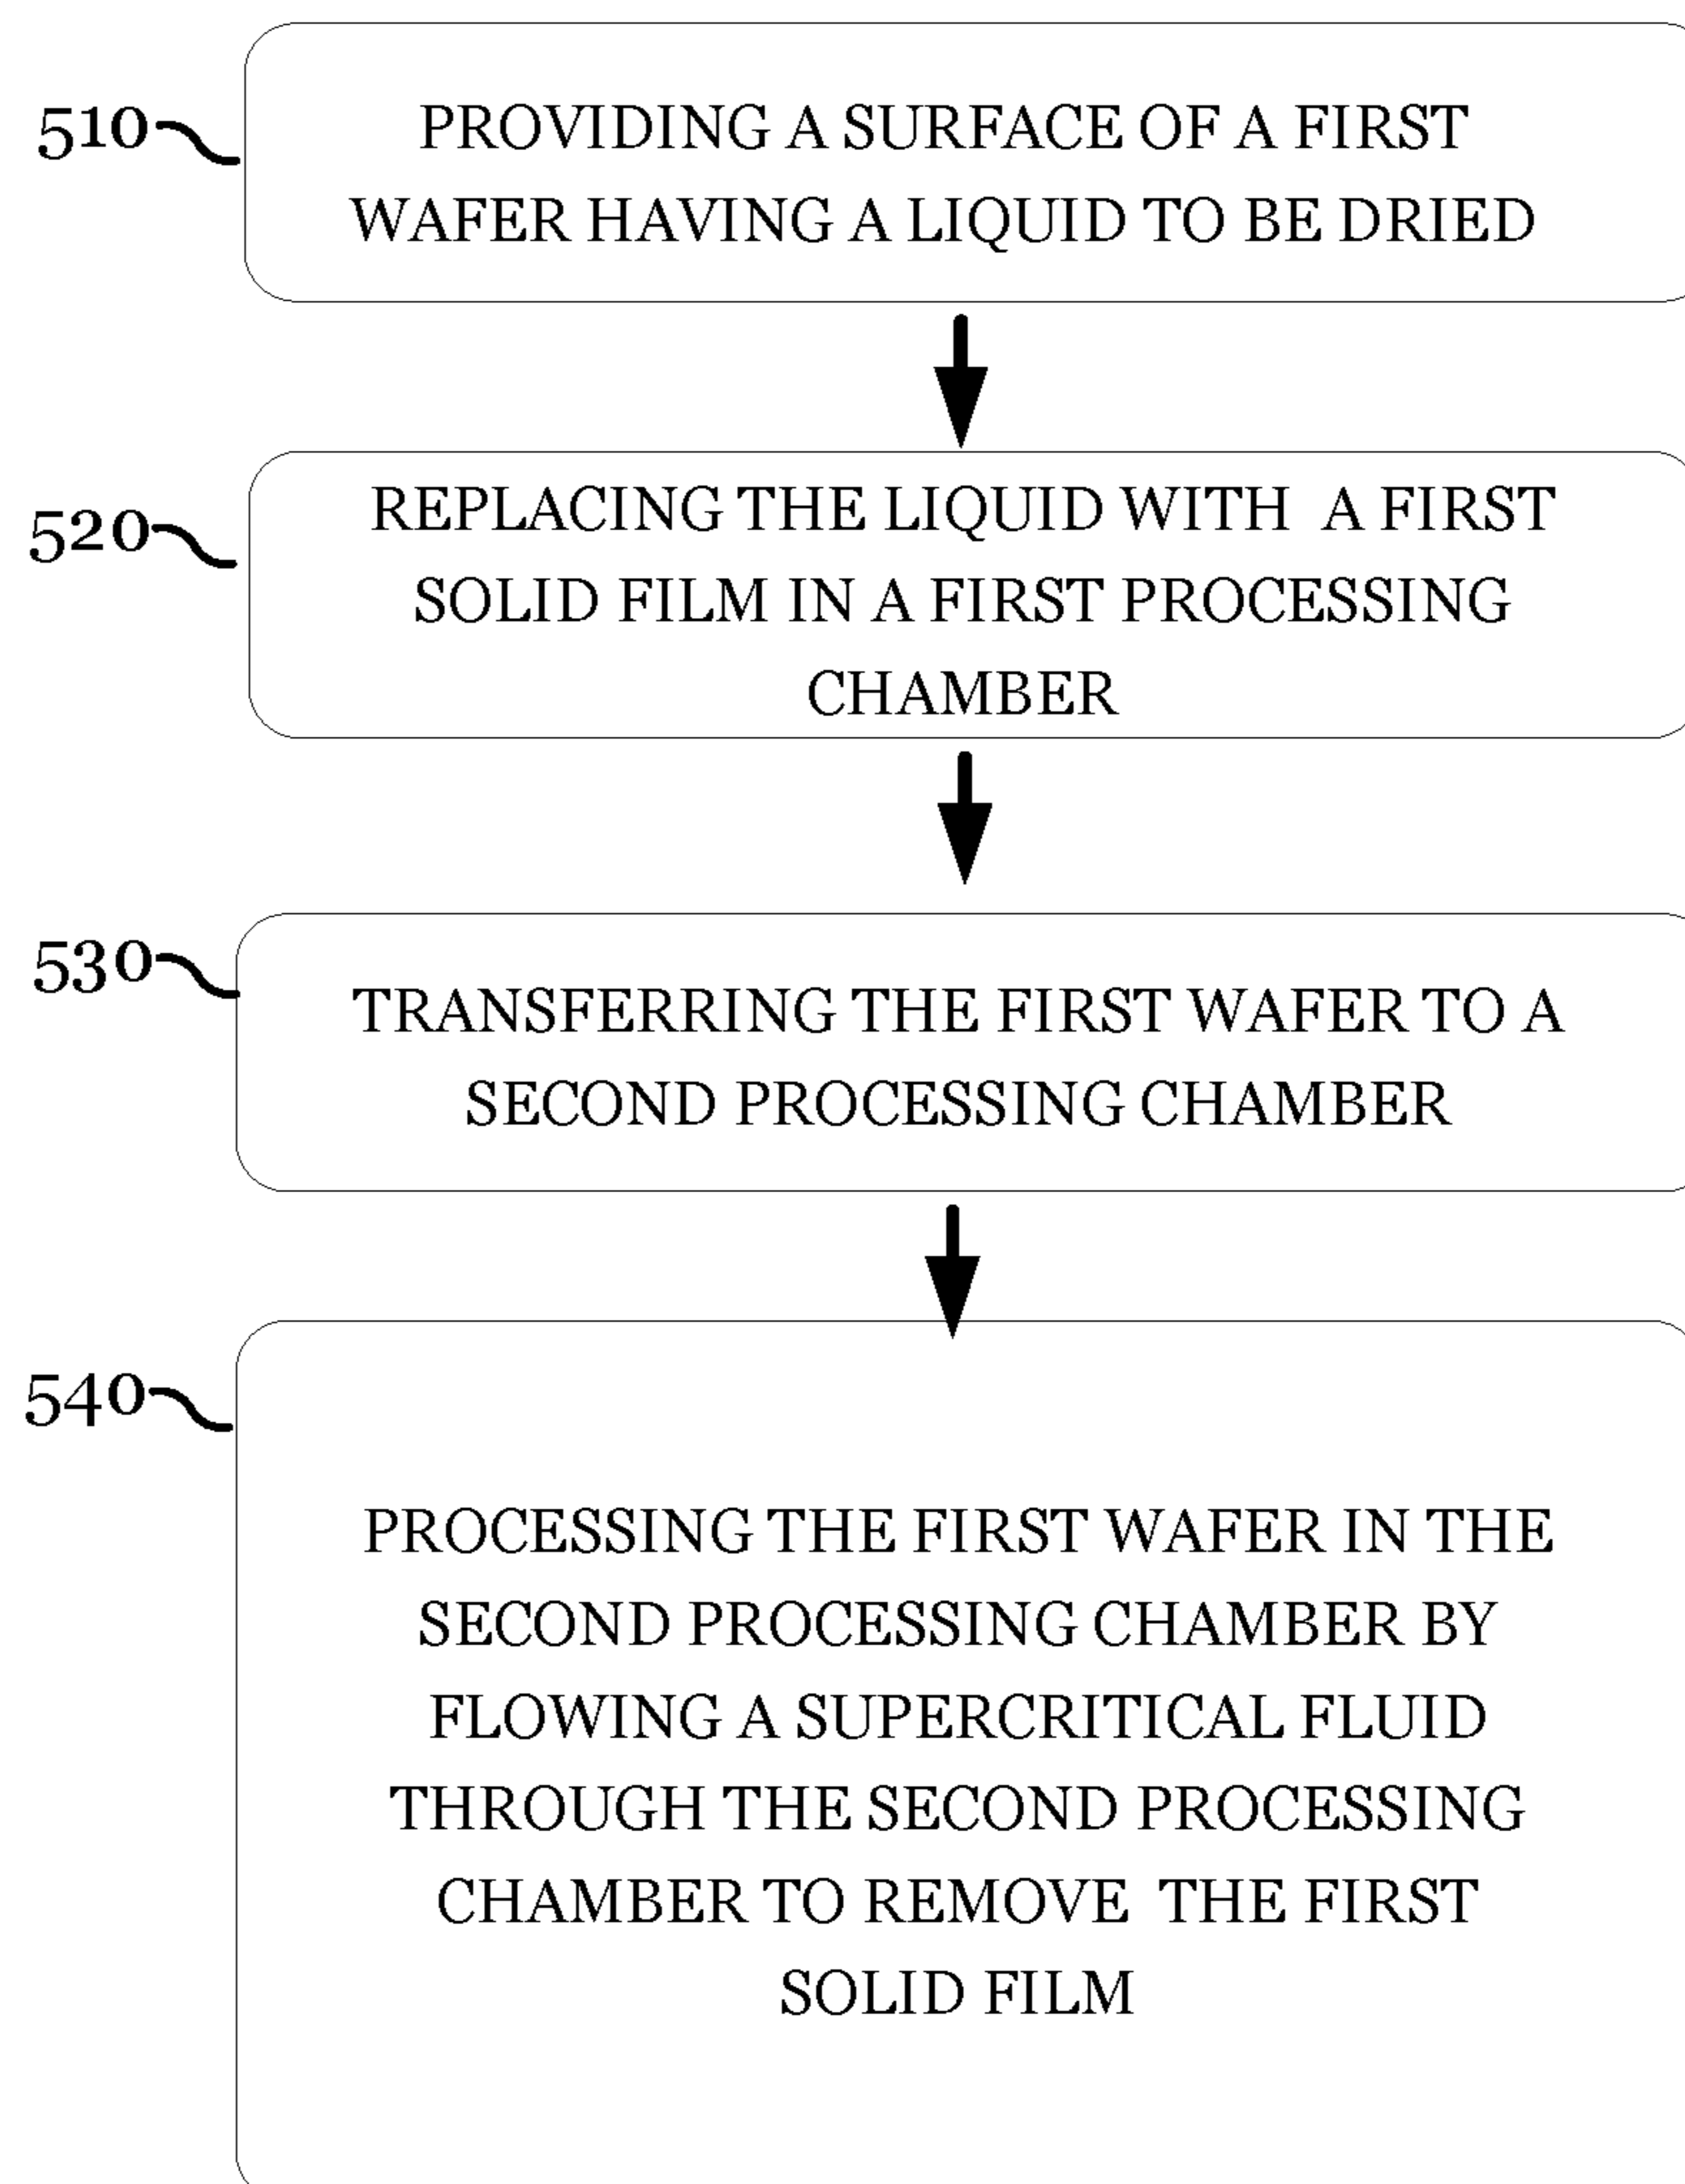 510
PROVIDING A SURFACE OF A FIRST
WAFER HAVING A LIQUID TO BE DRIED
520
REPLACING THE LIQUID WITH A FIRST
SOLID FILM IN A FIRST PROCESSING
CHAMBER
530
TRANSFERRING THE FIRST WAFER TO A
SECOND PROCESSING CHAMBER
540
PROCESSING THE FIRST WAFER IN THE
SECOND PROCESSING CHAMBER BY
FLOWING A SUPERCRITICAL FLUID
THROUGH THE SECOND PROCESSING
CHAMBER TO REMOVE THE FIRST
SOLID FILM